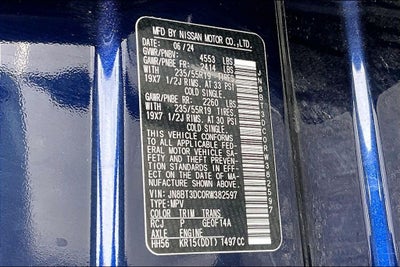 MFD BY NISSAN MOTOR CO.,LTD.
DATE: 06/24
GVWR/PNBV: 4553 LBS
GAWR/PNBE FR: 2414 LBS
WITH 235/55R19 TIRES,
19X7 1/2J RIMS, AT 33 PSI
COLD SINGLE.
GAWR/PNBE RR: 2260 LBS
WITH 235/55R19 TIRES,
19X7 1/2J RIMS, AT 30 PSI
COLD SINGLE.
THIS VEHICLE CONFORMS
TO ALL APPLICABLE FED-
ERAL MOTOR VEHICLE SA-
FETY AND THEFT PREVEN-
TION STANDARDS IN EFFECT
ON THE DATE OF MA-
NUFACTURE SHOWN ABOVE.
VIN: JN8BT3DC0RW382597
TYPE: MPV
COLOR TRIM TRANS
RCJ P GE0F14A
AXLE ENGINE
HH56 KR15(DDT) 1497CC
JN8BT3DC0RW382597